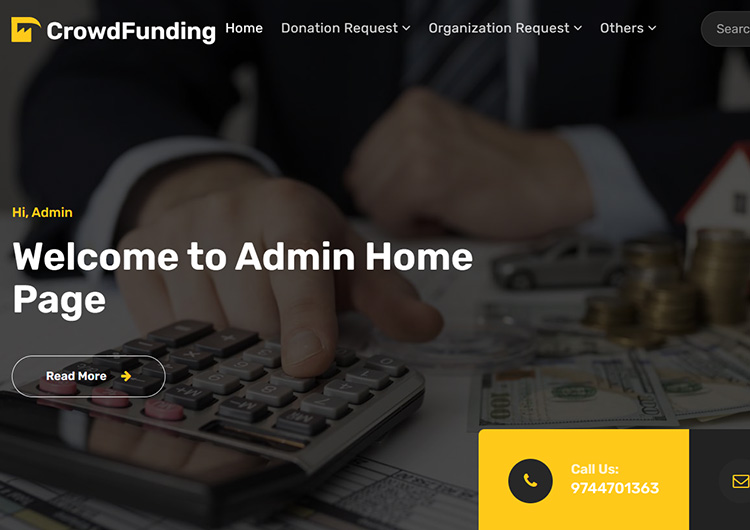 CrowdFunding
Home
Donation Request
Organization Request
Others
Searc
Hi, Admin
Welcome to Admin Home
Page
Read More
Call Us:
9744701363
100